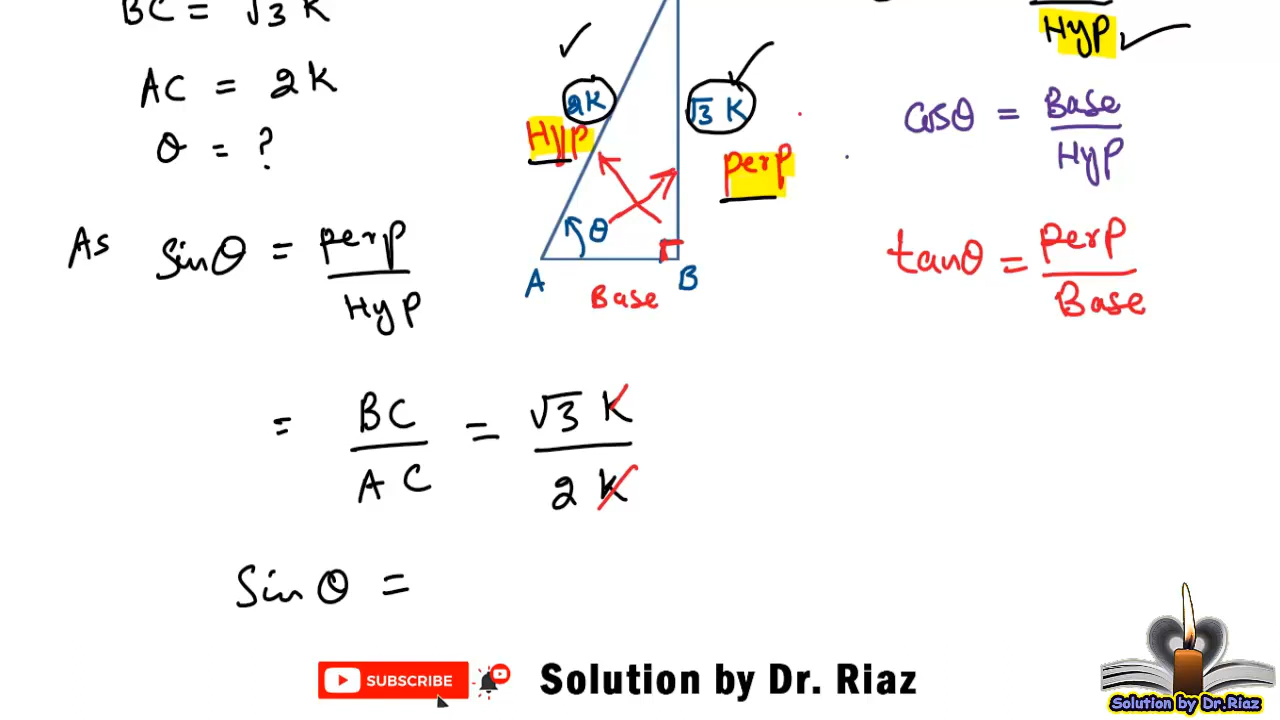 BC = √3 K
AC = 2K
θ = ?
2K
√3 K
Hyp
perp
θ
A
B
Base
Hyp
cosθ = Base / Hyp
tanθ = perp / Base
As sinθ = perp / Hyp
= BC / AC = √3 K / 2 K
Sin θ =
SUBSCRIBE
Solution by Dr. Riaz
Solution by Dr.Riaz